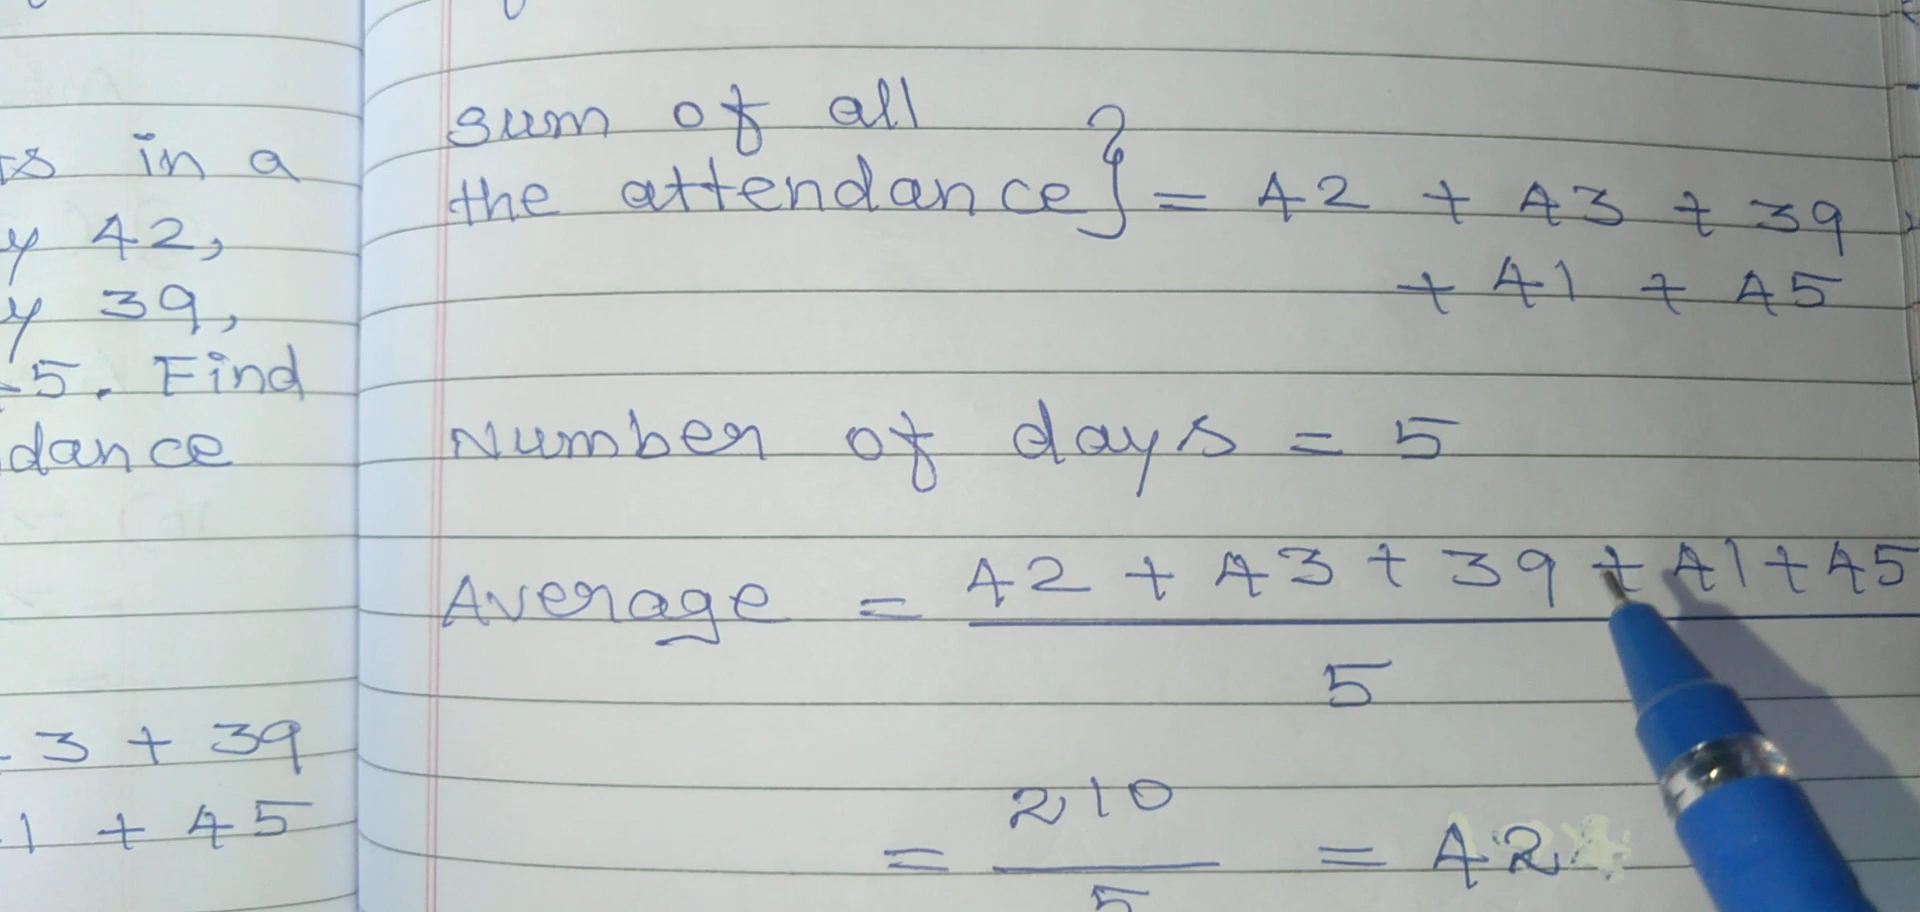 in a
42,
39,
5. Find
dance
3 + 39
1 + 45
sum of all
the attendance} = 42 + 43 + 39
+ 41 + 45
Number of days = 5
Average = 42 + 43 + 39 + 41 + 45
5
= 210 = 42
5